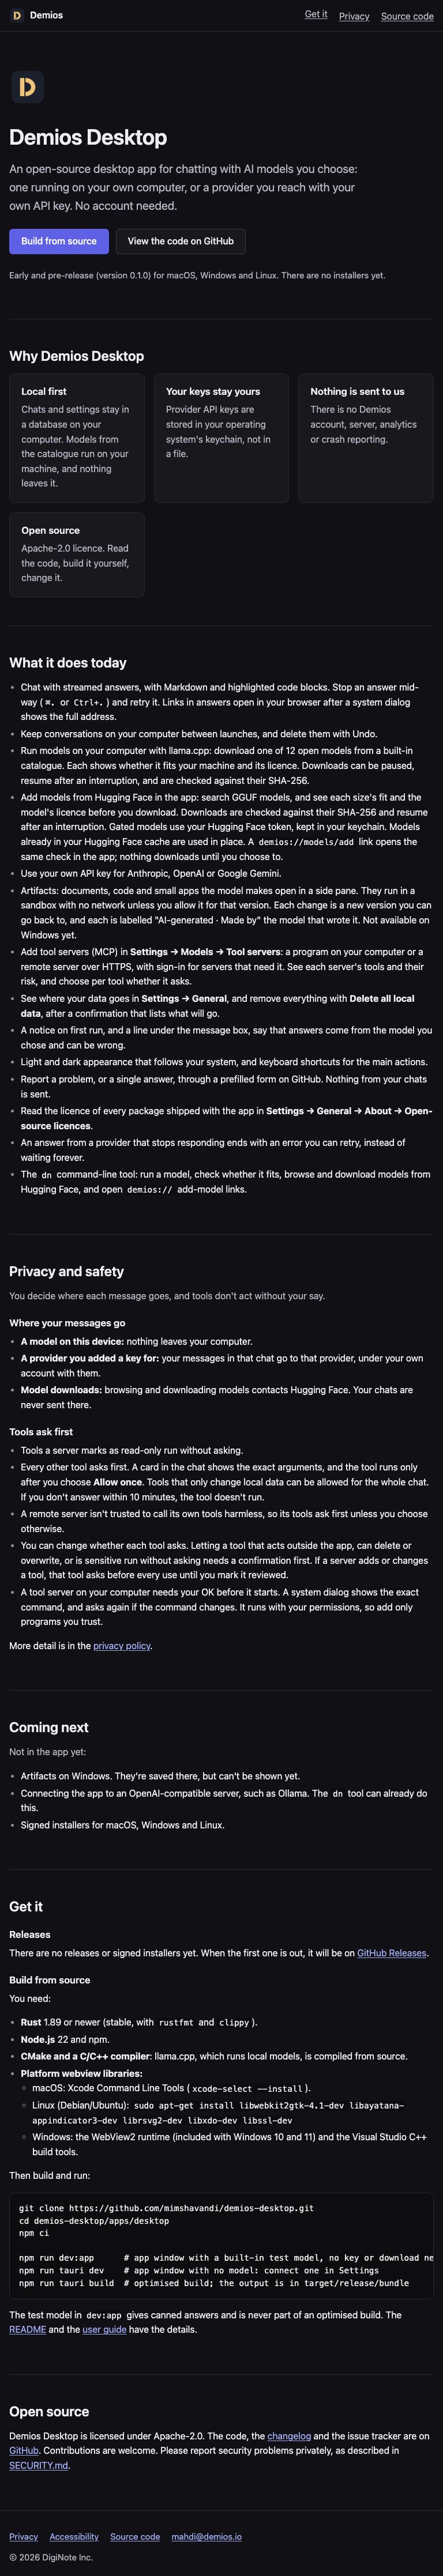 Demios
Get it
Privacy
Source code
Demios Desktop
An open-source desktop app for chatting with AI models you choose:
one running on your own computer, or a provider you reach with your
own API key. No account needed.
Build from source
View the code on GitHub
Early and pre-release (version 0.1.0) for macOS, Windows and Linux. There are no installers yet.
Why Demios Desktop
Local first
Chats and settings stay in
a database on your
computer. Models from
the catalogue run on your
machine, and nothing
leaves it.
Your keys stay yours
Provider API keys are
stored in your operating
system's keychain, not in
a file.
Nothing is sent to us
There is no Demios
account, server, analytics
or crash reporting.
Open source
Apache-2.0 licence. Read
the code, build it yourself,
change it.
What it does today
• Chat with streamed answers, with Markdown and highlighted code blocks. Stop an answer mid-
way (⌘. or Ctrl+.) and retry it. Links in answers open in your browser after a system dialog
shows the full address.
• Keep conversations on your computer between launches, and delete them with Undo.
• Run models on your computer with llama.cpp: download one of 12 open models from a built-in
catalogue. Each shows whether it fits your machine and its licence. Downloads can be paused,
resume after an interruption, and are checked against their SHA-256.
• Add models from Hugging Face in the app: search GGUF models, and see each size's fit and the
model's licence before you download. Downloads are checked against their SHA-256 and resume
after an interruption. Gated models use your Hugging Face token, kept in your keychain. Models
already in your Hugging Face cache are used in place. A demios://models/add link opens the
same check in the app; nothing downloads until you choose to.
• Use your own API key for Anthropic, OpenAI or Google Gemini.
• Artifacts: documents, code and small apps the model makes open in a side pane. They run in a
sandbox with no network unless you allow it for that version. Each change is a new version you can
go back to, and each is labelled "AI-generated · Made by" the model that wrote it. Not available on
Windows yet.
• Add tool servers (MCP) in Settings → Models → Tool servers: a program on your computer or a
remote server over HTTPS, with sign-in for servers that need it. See each server's tools and their
risk, and choose per tool whether it asks.
• See where your data goes in Settings → General, and remove everything with Delete all local
data, after a confirmation that lists what will go.
• A notice on first run, and a line under the message box, say that answers come from the model you
chose and can be wrong.
• Light and dark appearance that follows your system, and keyboard shortcuts for the main actions.
• Report a problem, or a single answer, through a prefilled form on GitHub. Nothing from your chats
is sent.
• Read the licence of every package shipped with the app in Settings → General → About → Open-
source licences.
• An answer from a provider that stops responding ends with an error you can retry, instead of
waiting forever.
• The dn command-line tool: run a model, check whether it fits, browse and download models from
Hugging Face, and open demios:// add-model links.
Privacy and safety
You decide where each message goes, and tools don't act without your say.
Where your messages go
• A model on this device: nothing leaves your computer.
• A provider you added a key for: your messages in that chat go to that provider, under your own
account with them.
• Model downloads: browsing and downloading models contacts Hugging Face. Your chats are
never sent there.
Tools ask first
• Tools a server marks as read-only run without asking.
• Every other tool asks first. A card in the chat shows the exact arguments, and the tool runs only
after you choose Allow once. Tools that only change local data can be allowed for the whole chat.
If you don't answer within 10 minutes, the tool doesn't run.
• A remote server isn't trusted to call its own tools harmless, so its tools ask first unless you choose
otherwise.
• You can change whether each tool asks. Letting a tool that acts outside the app, can delete or
overwrite, or is sensitive run without asking needs a confirmation first. If a server adds or changes
a tool, that tool asks before every use until you mark it reviewed.
• A tool server on your computer needs your OK before it starts. A system dialog shows the exact
command, and asks again if the command changes. It runs with your permissions, so add only
programs you trust.
More detail is in the privacy policy.
Coming next
Not in the app yet:
• Artifacts on Windows. They're saved there, but can't be shown yet.
• Connecting the app to an OpenAI-compatible server, such as Ollama. The dn tool can already do
this.
• Signed installers for macOS, Windows and Linux.
Get it
Releases
There are no releases or signed installers yet. When the first one is out, it will be on GitHub Releases.
Build from source
You need:
• Rust 1.89 or newer (stable, with rustfmt and clippy).
• Node.js 22 and npm.
• CMake and a C/C++ compiler: llama.cpp, which runs local models, is compiled from source.
• Platform webview libraries:
◦ macOS: Xcode Command Line Tools (xcode-select --install).
◦ Linux (Debian/Ubuntu): sudo apt-get install libwebkit2gtk-4.1-dev libayatana-
appindicator3-dev librsvg2-dev libxdo-dev libssl-dev
◦ Windows: the WebView2 runtime (included with Windows 10 and 11) and the Visual Studio C++
build tools.
Then build and run:
git clone https://github.com/mimshavandi/demios-desktop.git
cd demios-desktop/apps/desktop
npm ci
npm run dev:app # app window with a built-in test model, no key or download ne
npm run tauri dev # app window with no model: connect one in Settings
npm run tauri build # optimised build; the output is in target/release/bundle
The test model in dev:app gives canned answers and is never part of an optimised build. The
README and the user guide have the details.
Open source
Demios Desktop is licensed under Apache-2.0. The code, the changelog and the issue tracker are on
GitHub. Contributions are welcome. Please report security problems privately, as described in
SECURITY.md.
Privacy
Accessibility
Source code
mahdi@demios.io
© 2026 DigiNote Inc.